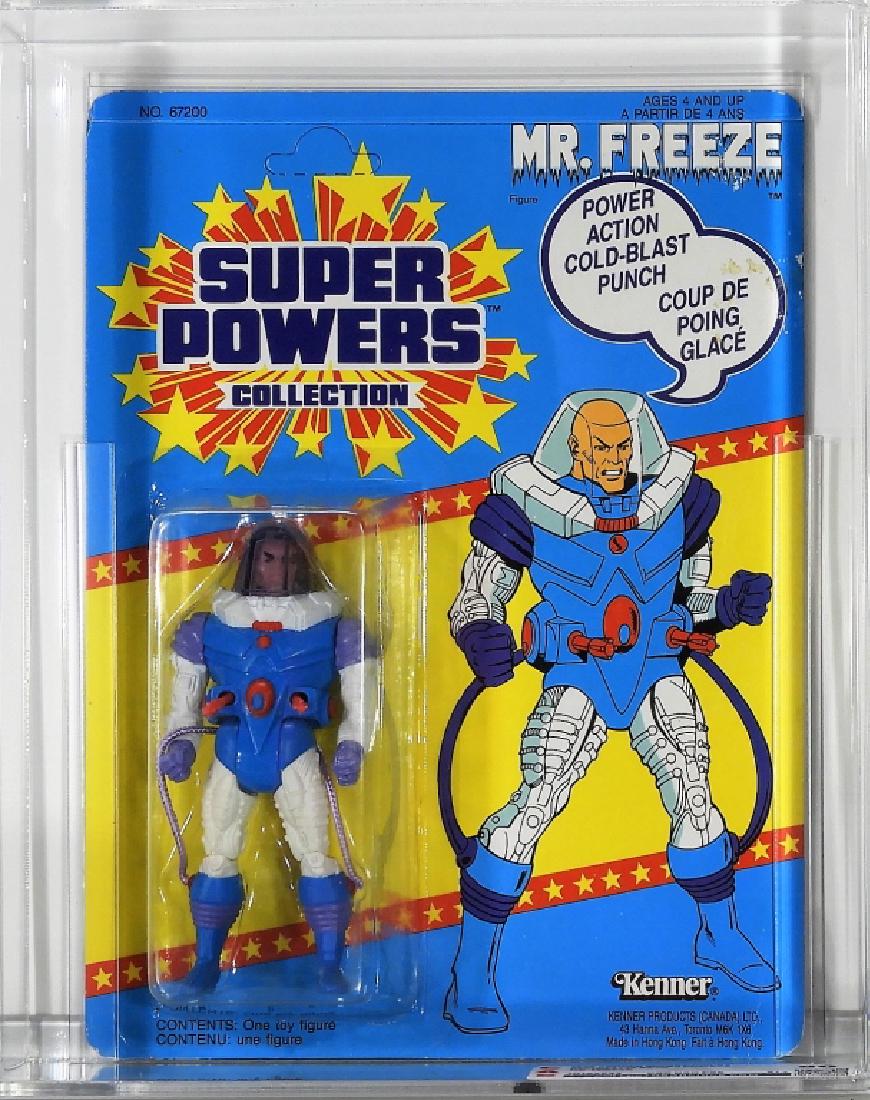 NO. 67200
AGES 4 AND UP
A PARTIR DE 4 ANS
MR. FREEZE
TM
Figure
POWER
ACTION
COLD-BLAST
PUNCH
COUP DE
POING
GLACÉ
SUPER
POWERS
TM
COLLECTION
CONTENTS: One toy figure
CONTENU: une figure
Kenner®
KENNER PRODUCTS (CANADA) LTD.,
43 Hanna Ave., Toronto M6K 1X6
Made in Hong Kong. Fait à Hong Kong.